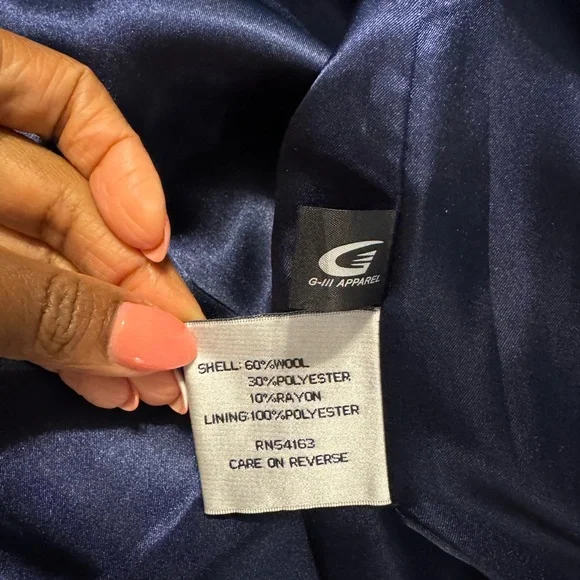 G-III APPAREL
SHELL: 60%WOOL
30%POLYESTER
10%RAYON
LINING:100%POLYESTER
RN54163
CARE ON REVERSE